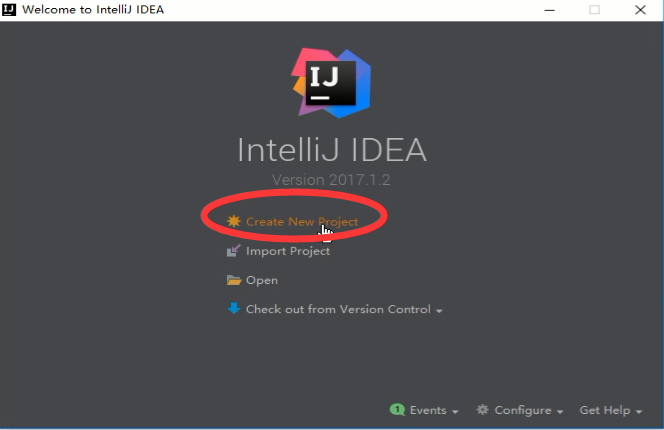 Welcome to IntelliJ IDEA
IJ
IntelliJ IDEA
Version 2017.1.2
Create New Project
Import Project
Open
Check out from Version Control
1 Events Configure Get Help